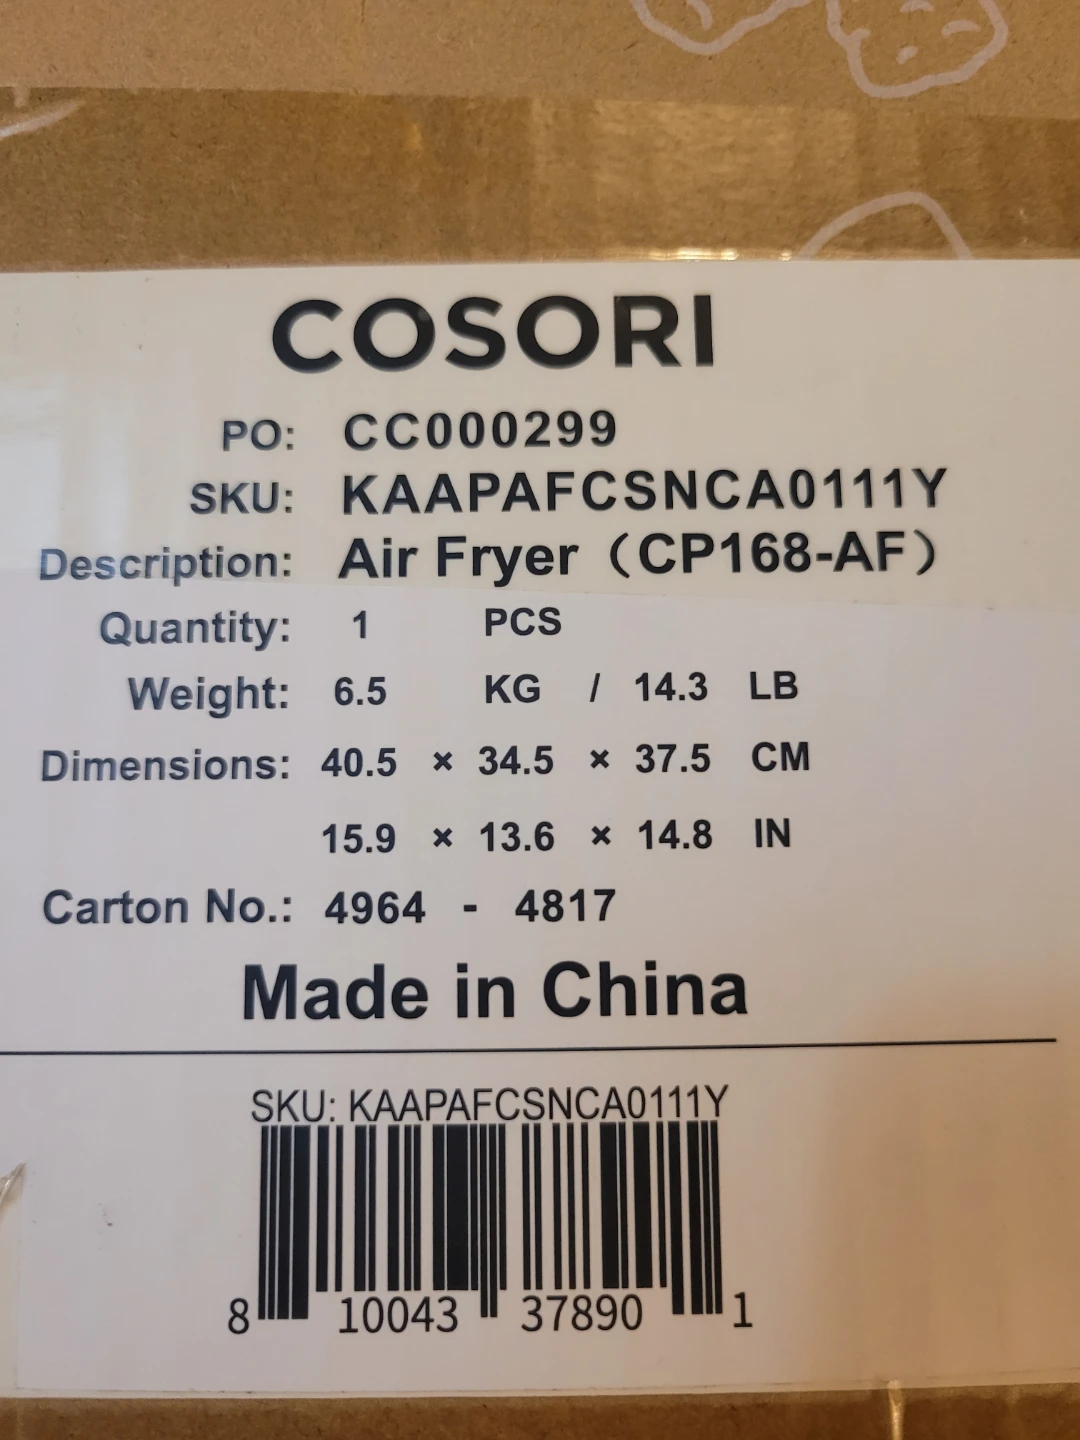 COSORI
PO: CC000299
SKU: KAAPAFCSNCA0111Y
Description: Air Fryer（CP168-AF）
Quantity: 1 PCS
Weight: 6.5 KG / 14.3 LB
Dimensions: 40.5 × 34.5 × 37.5 CM
15.9 × 13.6 × 14.8 IN
Carton No.: 4964 - 4817
Made in China
SKU: KAAPAFCSNCA0111Y
8 10043 37890 1